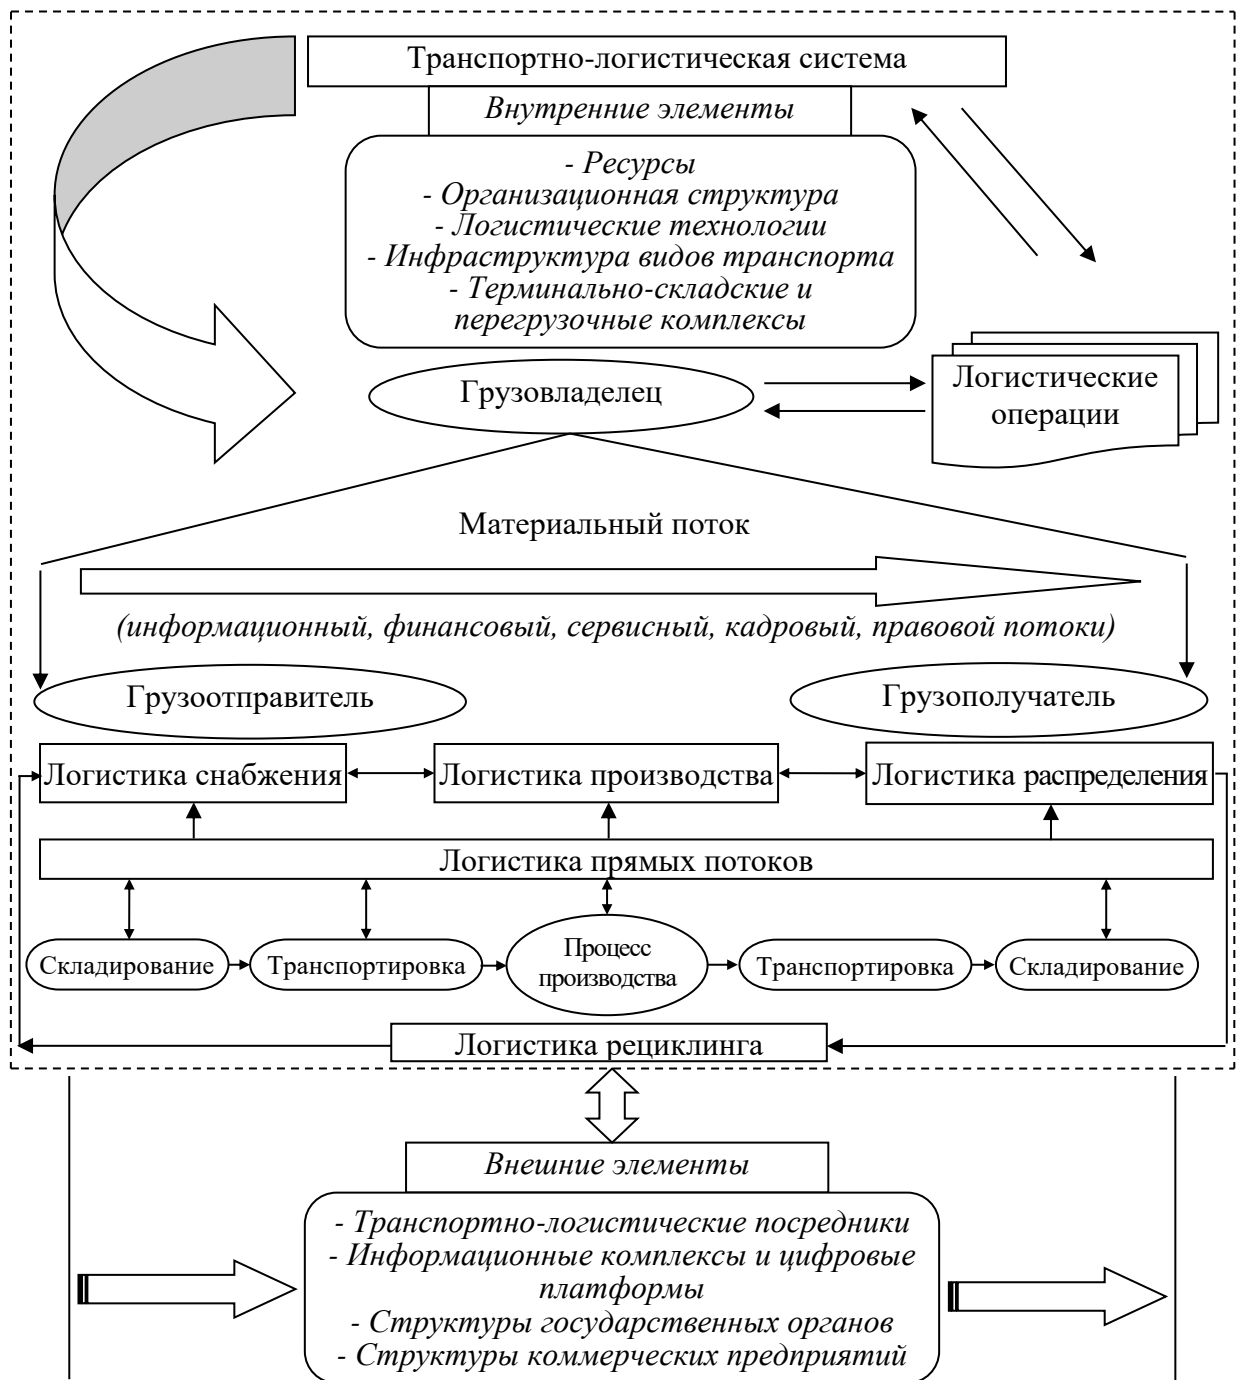 Транспортно-логистическая система
Внутренние элементы
- Ресурсы
- Организационная структура
- Логистические технологии
- Инфраструктура видов транспорта
- Терминально-складские и
перегрузочные комплексы
Грузовладелец
Логистические
операции
Материальный поток
(информационный, финансовый, сервисный, кадровый, правовой потоки)
Грузоотправитель
Грузополучатель
Логистика снабжения
Логистика производства
Логистика распределения
Логистика прямых потоков
Складирование
Транспортировка
Процесс
производства
Транспортировка
Складирование
Логистика рециклинга
Внешние элементы
- Транспортно-логистические посредники
- Информационные комплексы и цифровые
платформы
- Структуры государственных органов
- Структуры коммерческих предприятий